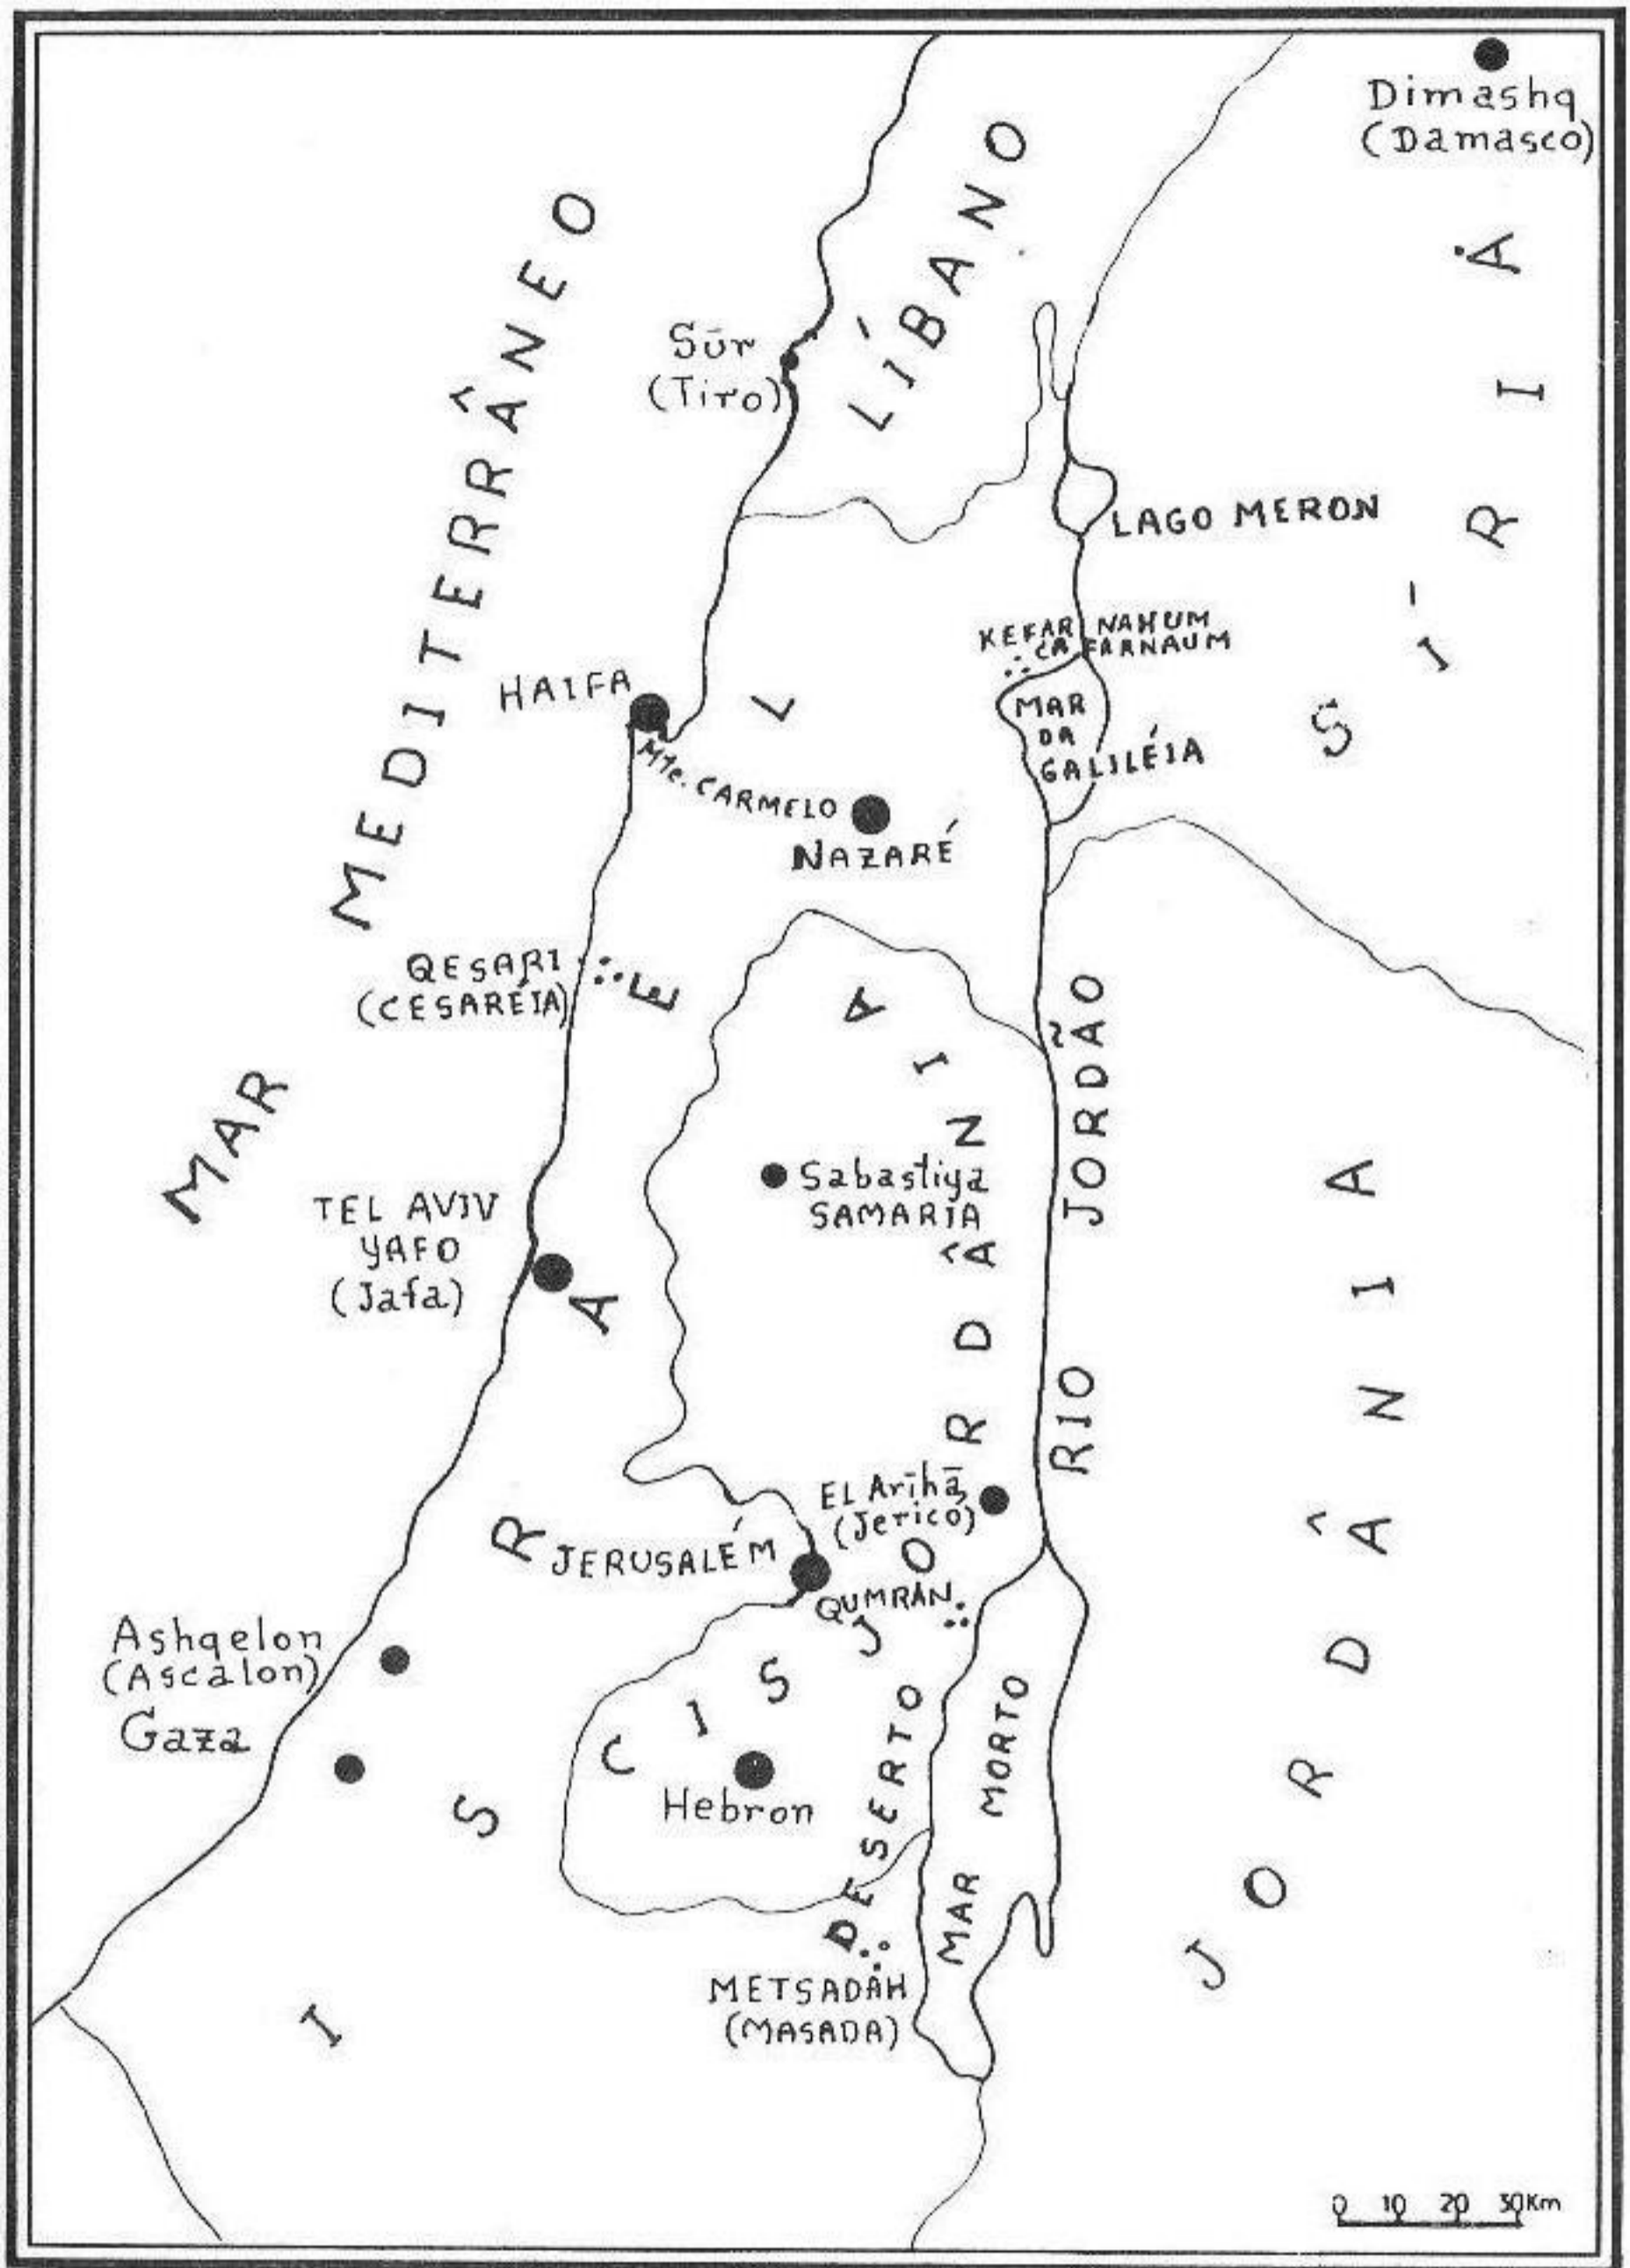 Dimashq
(Damasco)
LÍBANO
MAR MEDITERRÂNEO
Sūr
(Tiro)
SÍRIA
LAGO MERON
KEFAR NAHUM
CAFARNAUM
HAIFA
MAR
DA
GALILÉIA
Mte. CARMELO
NAZARÉ
QESARI
(CESARÉIA)
ISRAEL
CISJORDÂNIA
RIO JORDÃO
Sabastiya
SAMARIA
TEL AVIV
YAFO
(Jafa)
JORDÂNIA
EL Arīhā
(Jericó)
JERUSALÉM
QUMRÁN
Ashqelon
(Ascalon)
Gaza
Hebron
DESERTO
MAR MORTO
METSADÁH
(MASADA)
0 10 20 30Km